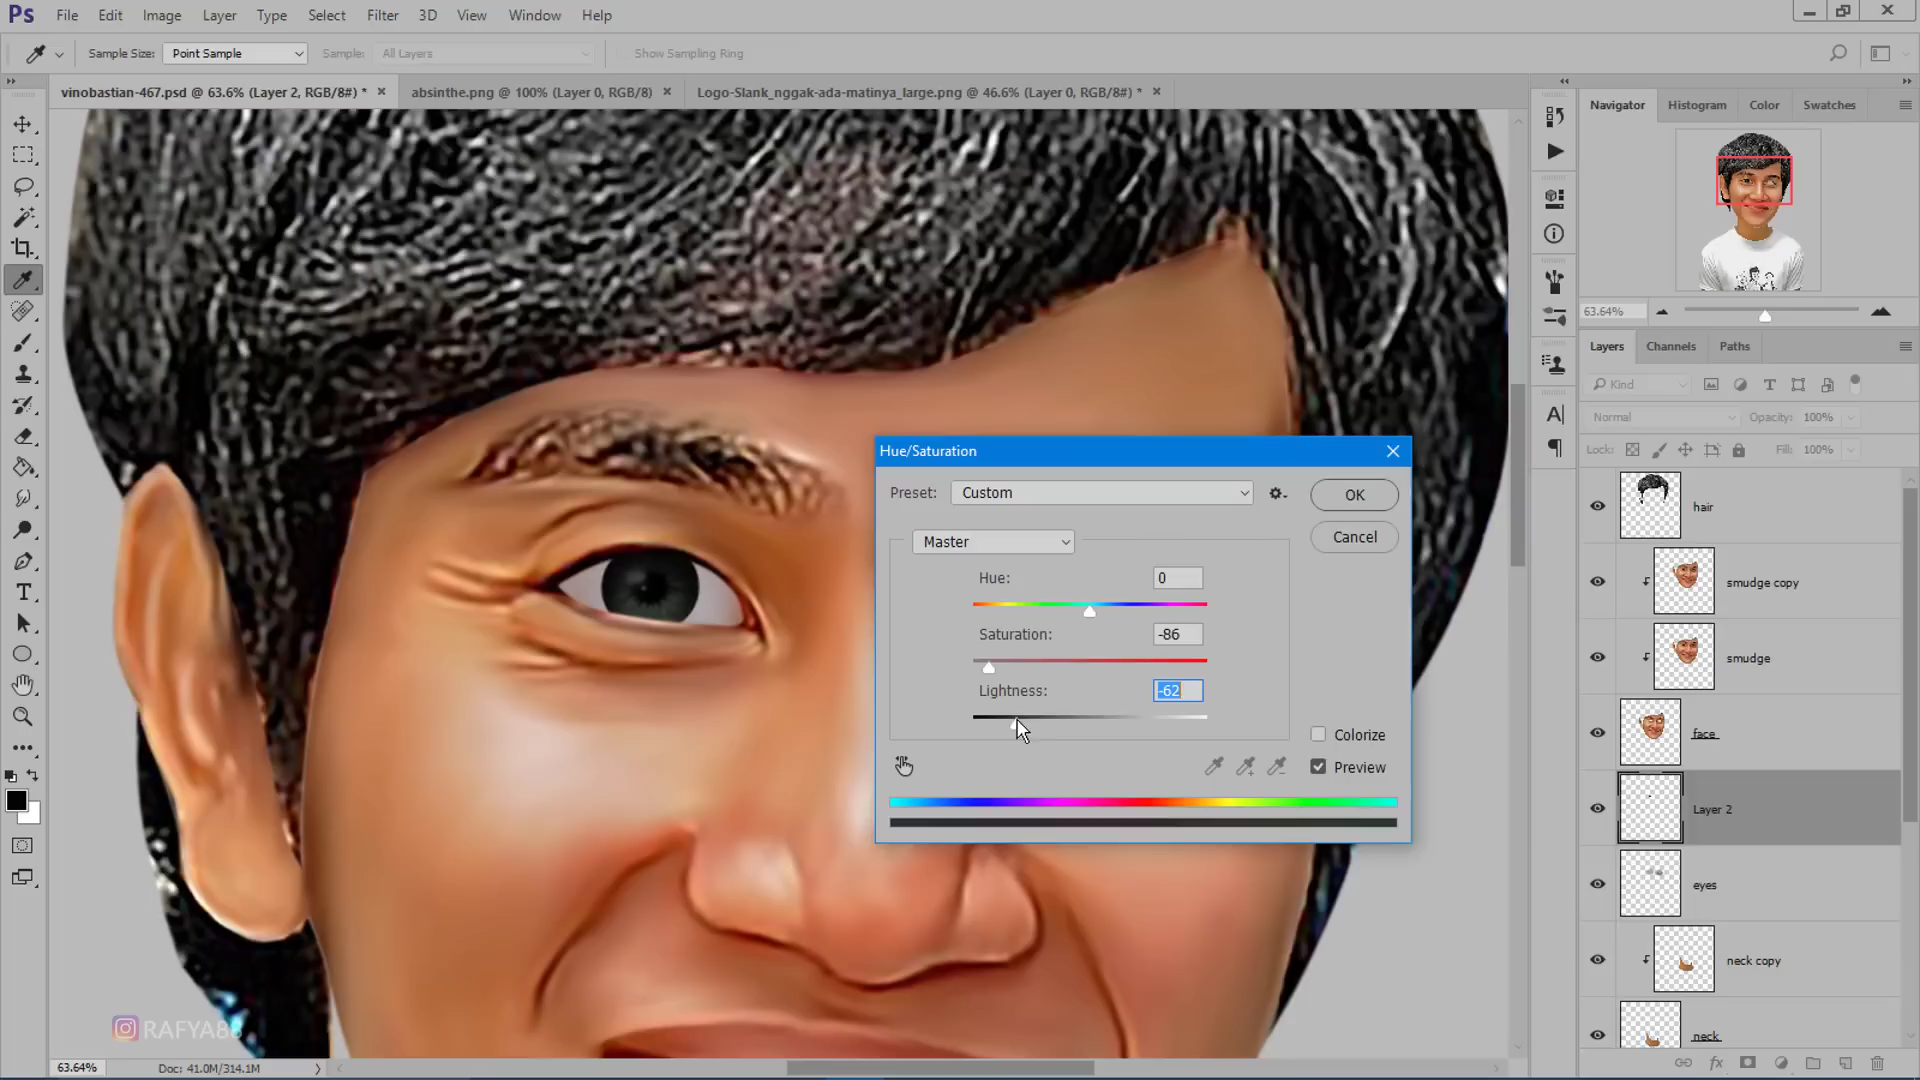 Ps File Edit Image Layer Type Select Filter 3D View Window Help
Sample Size: Point Sample Sample: All Layers Show Sampling Ring
vinobastian-467.psd @ 63.6% (Layer 2, RGB/8#) * absinthe.png @ 100% (Layer 0, RGB/8) Logo-Slank_nggak-ada-matinya_large.png @ 46.6% (Layer 0, RGB/8#) *
Navigator Histogram Color Swatches
63.64%
Layers Channels Paths
Kind
Normal Opacity: 100%
Lock: Fill: 100%
hair
smudge copy
smudge
face
Layer 2
eyes
neck copy
neck
Hue/Saturation
Preset: Custom OK
Master Cancel
Hue: 0
Saturation: -86
Lightness: -62
Colorize
Preview
RAFYA88
63.64% Doc: 41.0M/314.1M